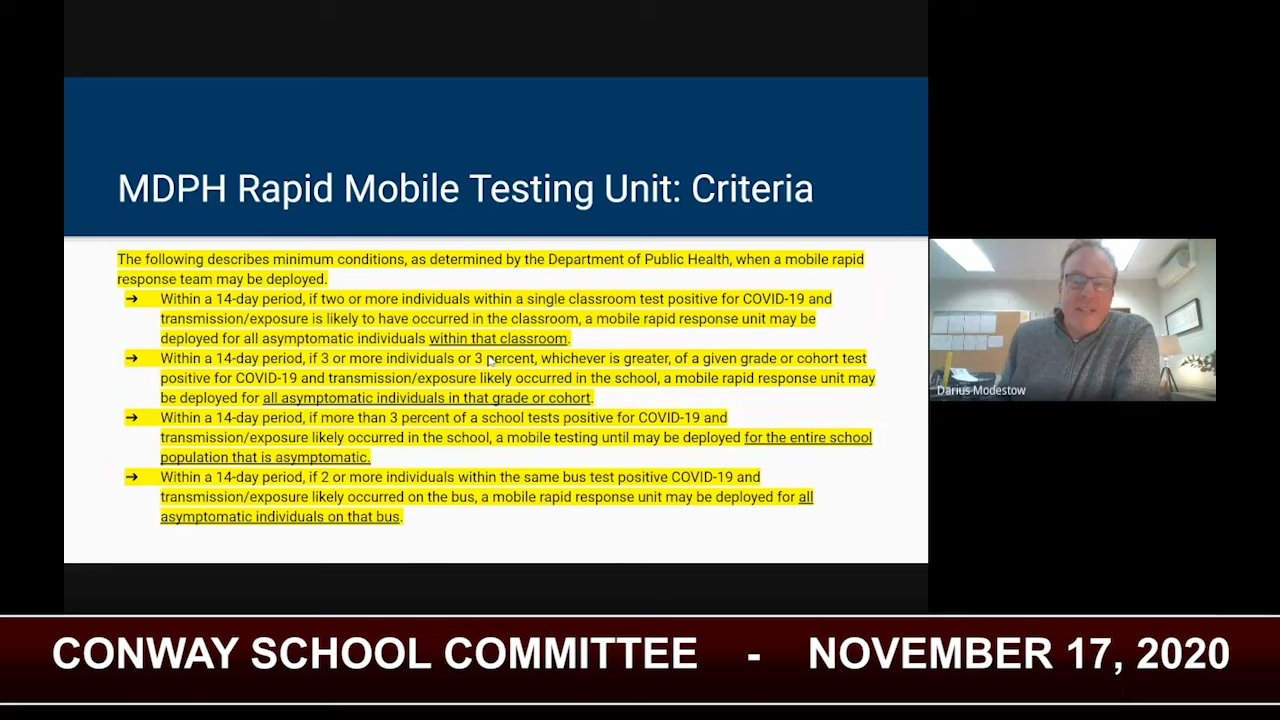 MDPH Rapid Mobile Testing Unit: Criteria
The following describes minimum conditions, as determined by the Department of Public Health, when a mobile rapid
response team may be deployed.
➔ Within a 14-day period, if two or more individuals within a single classroom test positive for COVID-19 and
transmission/exposure is likely to have occurred in the classroom, a mobile rapid response unit may be
deployed for all asymptomatic individuals within that classroom.
➔ Within a 14-day period, if 3 or more individuals or 3 percent, whichever is greater, of a given grade or cohort test
positive for COVID-19 and transmission/exposure likely occurred in the school, a mobile rapid response unit may
be deployed for all asymptomatic individuals in that grade or cohort.
➔ Within a 14-day period, if more than 3 percent of a school tests positive for COVID-19 and
transmission/exposure likely occurred in the school, a mobile testing until may be deployed for the entire school
population that is asymptomatic.
➔ Within a 14-day period, if 2 or more individuals within the same bus test positive COVID-19 and
transmission/exposure likely occurred on the bus, a mobile rapid response unit may be deployed for all
asymptomatic individuals on that bus.
Darius Modestow
CONWAY SCHOOL COMMITTEE - NOVEMBER 17, 2020